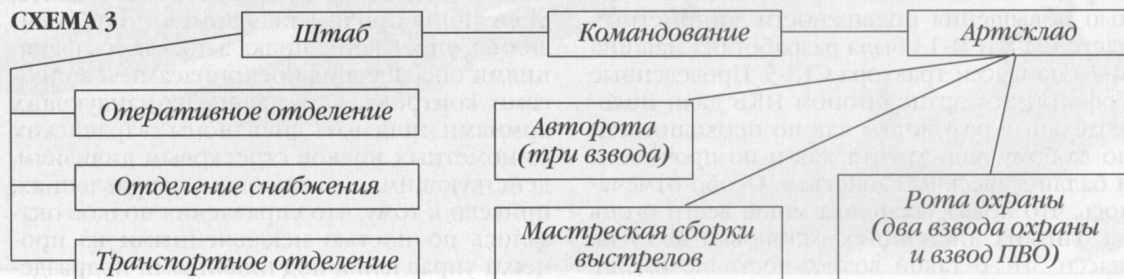 СХЕМА 3
Штаб
Командование
Артсклад
Оперативное отделение
Авторота
(три взвода)
Отделение снабжения
Рота охраны
(два взвода охраны
и взвод ПВО)
Мастреская сборки
выстрелов
Транспортное отделение